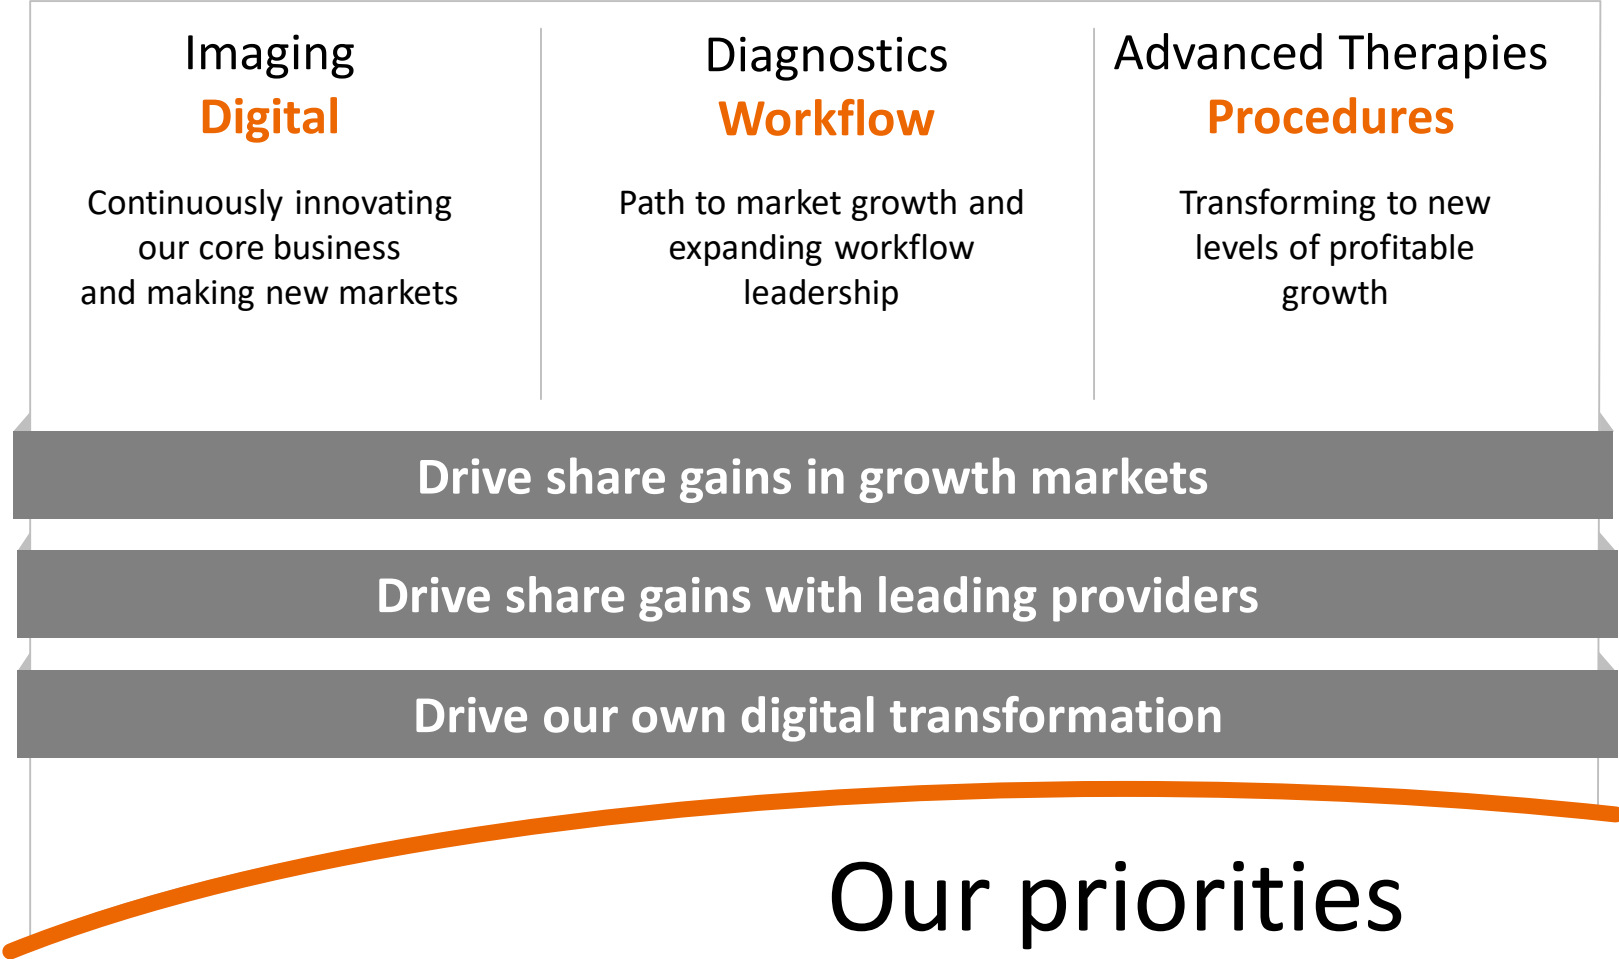 Imaging
Digital
Continuously innovating
our core business
and making new markets
Diagnostics
Workflow
Path to market growth and
expanding workflow
leadership
Advanced Therapies
Procedures
Transforming to new
levels of profitable
growth
Drive share gains in growth markets
Drive share gains with leading providers
Drive our own digital transformation
Our priorities